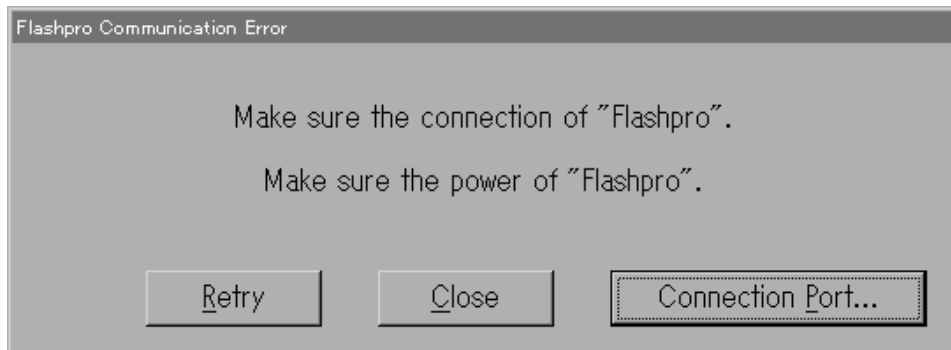 Flashpro Communication Error
Make sure the connection of "Flashpro".
Make sure the power of "Flashpro".
Retry Close Connection Port...